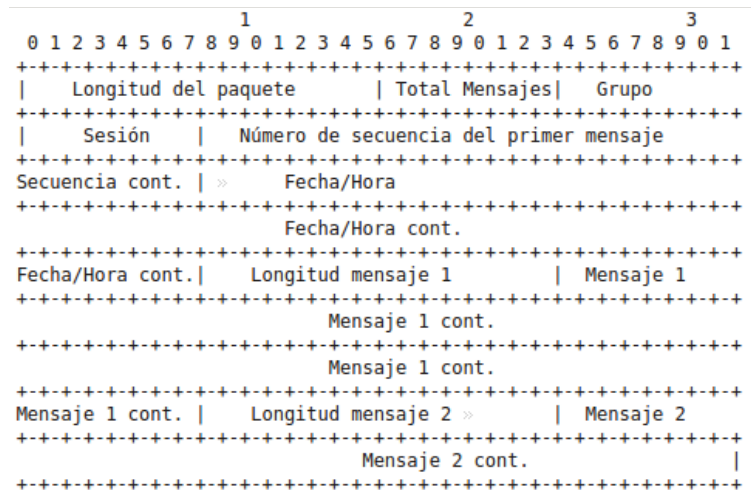 1                   2                   3
 0 1 2 3 4 5 6 7 8 9 0 1 2 3 4 5 6 7 8 9 0 1 2 3 4 5 6 7 8 9 0 1
+-+-+-+-+-+-+-+-+-+-+-+-+-+-+-+-+-+-+-+-+-+-+-+-+-+-+-+-+-+-+-+-+
|    Longitud del paquete       | Total Mensajes|   Grupo
+-+-+-+-+-+-+-+-+-+-+-+-+-+-+-+-+-+-+-+-+-+-+-+-+-+-+-+-+-+-+-+-+
|     Sesión    |   Número de secuencia del primer mensaje
+-+-+-+-+-+-+-+-+-+-+-+-+-+-+-+-+-+-+-+-+-+-+-+-+-+-+-+-+-+-+-+-+
Secuencia cont. | »     Fecha/Hora
+-+-+-+-+-+-+-+-+-+-+-+-+-+-+-+-+-+-+-+-+-+-+-+-+-+-+-+-+-+-+-+-+
                        Fecha/Hora cont.
+-+-+-+-+-+-+-+-+-+-+-+-+-+-+-+-+-+-+-+-+-+-+-+-+-+-+-+-+-+-+-+-+
Fecha/Hora cont.|    Longitud mensaje 1         |  Mensaje 1
+-+-+-+-+-+-+-+-+-+-+-+-+-+-+-+-+-+-+-+-+-+-+-+-+-+-+-+-+-+-+-+-+
                            Mensaje 1 cont.
+-+-+-+-+-+-+-+-+-+-+-+-+-+-+-+-+-+-+-+-+-+-+-+-+-+-+-+-+-+-+-+-+
                            Mensaje 1 cont.
+-+-+-+-+-+-+-+-+-+-+-+-+-+-+-+-+-+-+-+-+-+-+-+-+-+-+-+-+-+-+-+-+
Mensaje 1 cont. |    Longitud mensaje 2 »       |  Mensaje 2
+-+-+-+-+-+-+-+-+-+-+-+-+-+-+-+-+-+-+-+-+-+-+-+-+-+-+-+-+-+-+-+-+
                               Mensaje 2 cont.                  |
+-+-+-+-+-+-+-+-+-+-+-+-+-+-+-+-+-+-+-+-+-+-+-+-+-+-+-+-+-+-+-+-+